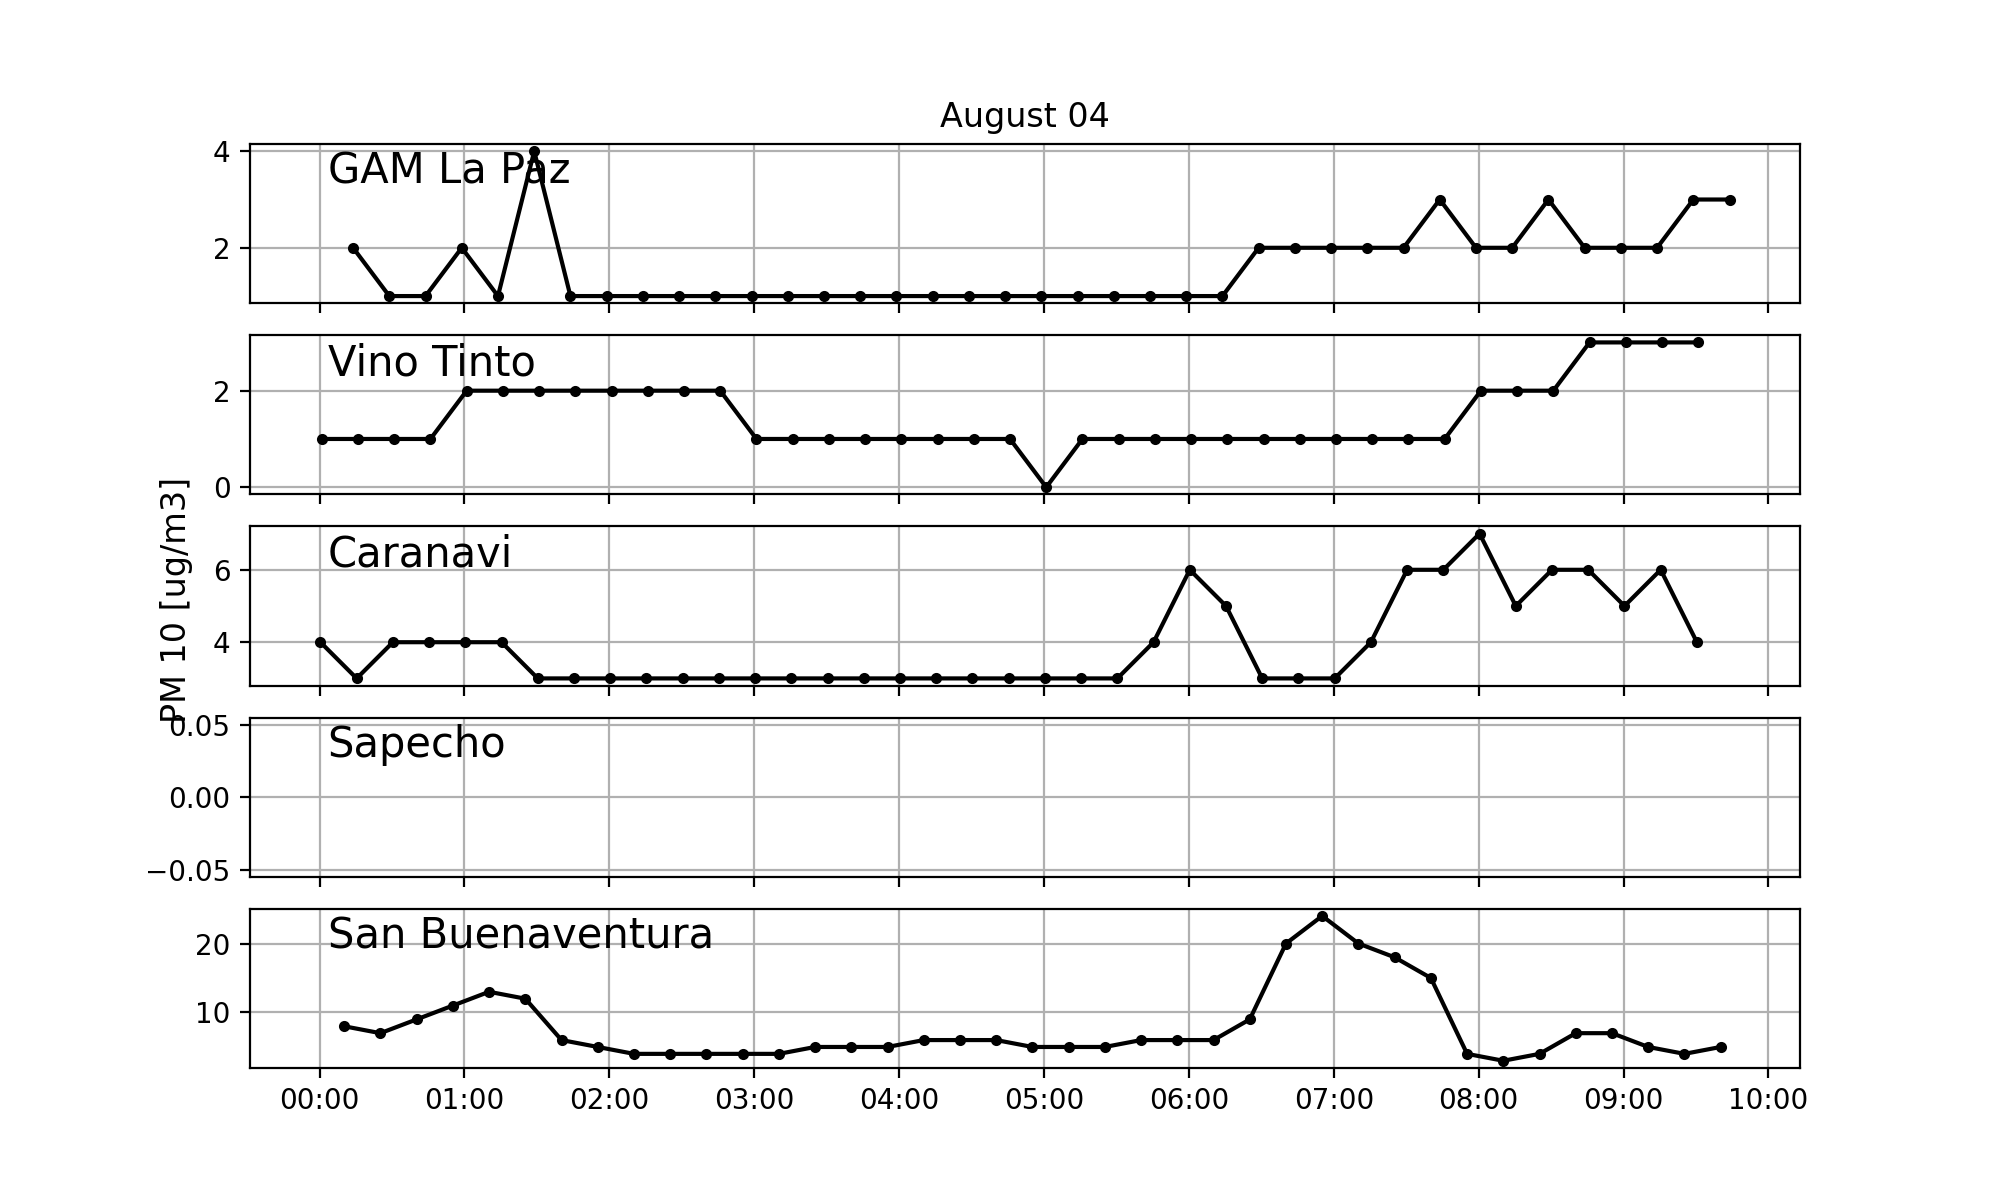 August 04
PM 10 [ug/m3]
GAM La Paz
4
2
Vino Tinto
2
0
Caranavi
6
4
Sapecho
0.05
0.00
−0.05
San Buenaventura
20
10
00:00 01:00 02:00 03:00 04:00 05:00 06:00 07:00 08:00 09:00 10:00